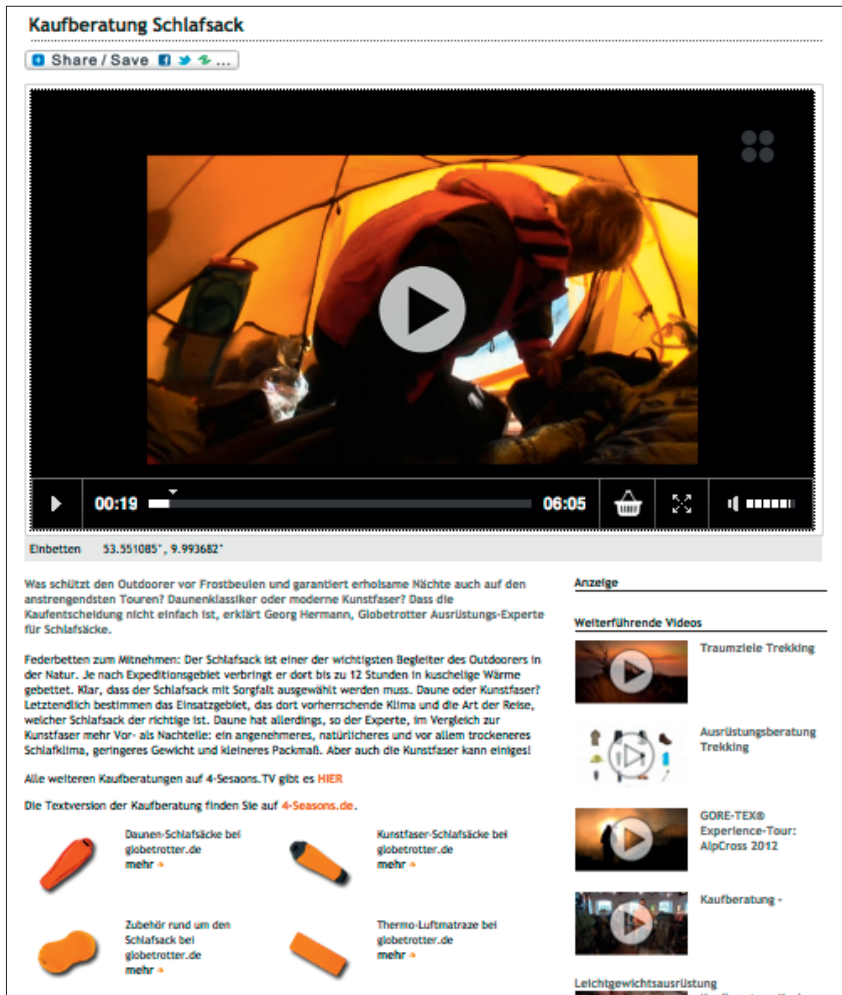 Kaufberatung Schlafsack
Share / Save ...
00:19
06:05
Einbetten 53.551085°, 9.993682°
Was schützt den Outdoorer vor Frostbeulen und garantiert erholsame Nächte auch auf den
anstrengendsten Touren? Daunenklassiker oder moderne Kunstfaser? Dass die
Kaufentscheidung nicht einfach ist, erklärt Georg Hermann, Globetrotter Ausrüstungs-Experte
für Schlafsäcke.
Federbetten zum Mitnehmen: Der Schlafsack ist einer der wichtigsten Begleiter des Outdoorers in
der Natur. Je nach Expeditionsgebiet verbringt er dort bis zu 12 Stunden in kuschelige Wärme
gebettet. Klar, dass der Schlafsack mit Sorgfalt ausgewählt werden muss. Daune oder Kunstfaser?
Letztendlich bestimmen das Einsatzgebiet, das dort vorherrschende Klima und die Art der Reise,
welcher Schlafsack der richtige ist. Daune hat allerdings, so der Experte, im Vergleich zur
Kunstfaser mehr Vor- als Nachteile: ein angenehmeres, natürlicheres und vor allem trockeneres
Schlafklima, geringeres Gewicht und kleineres Packmaß. Aber auch die Kunstfaser kann einiges!
Alle weiteren Kaufberatungen auf 4-Sesaons.TV gibt es HIER
Die Textversion der Kaufberatung finden Sie auf 4-Seasons.de.
Daunen-Schlafsäcke bei
globetrotter.de
mehr
Kunstfaser-Schlafsäcke bei
globetrotter.de
mehr
Zubehör rund um den
Schlafsack bei
globetrotter.de
mehr
Thermo-Luftmatraze bei
globetrotter.de
mehr
Anzeige
Weiterführende Videos
Traumziele Trekking
Ausrüstungsberatung
Trekking
GORE-TEX®
Experience-Tour:
AlpCross 2012
Kaufberatung -
Leichtgewichtsausrüstung